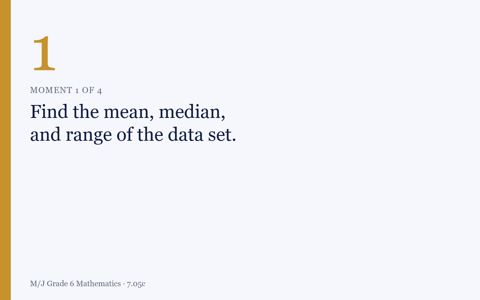 1
MOMENT 1 OF 4
Find the mean, median,
and range of the data set.
M/J Grade 6 Mathematics · 7.05c